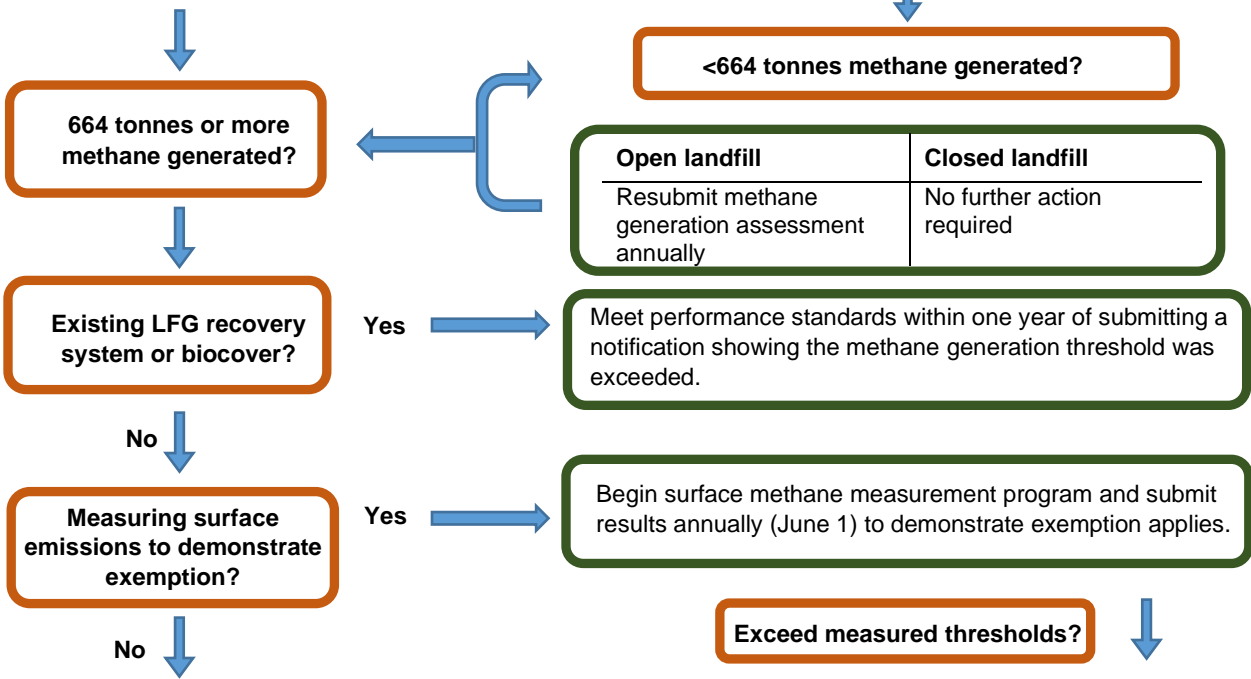 <664 tonnes methane generated?
664 tonnes or more
methane generated?
Open landfill
Closed landfill
Resubmit methane
generation assessment
annually
No further action
required
Existing LFG recovery
system or biocover?
Yes
Meet performance standards within one year of submitting a
notification showing the methane generation threshold was
exceeded.
No
Measuring surface
emissions to demonstrate
exemption?
Yes
Begin surface methane measurement program and submit
results annually (June 1) to demonstrate exemption applies.
No
Exceed measured thresholds?